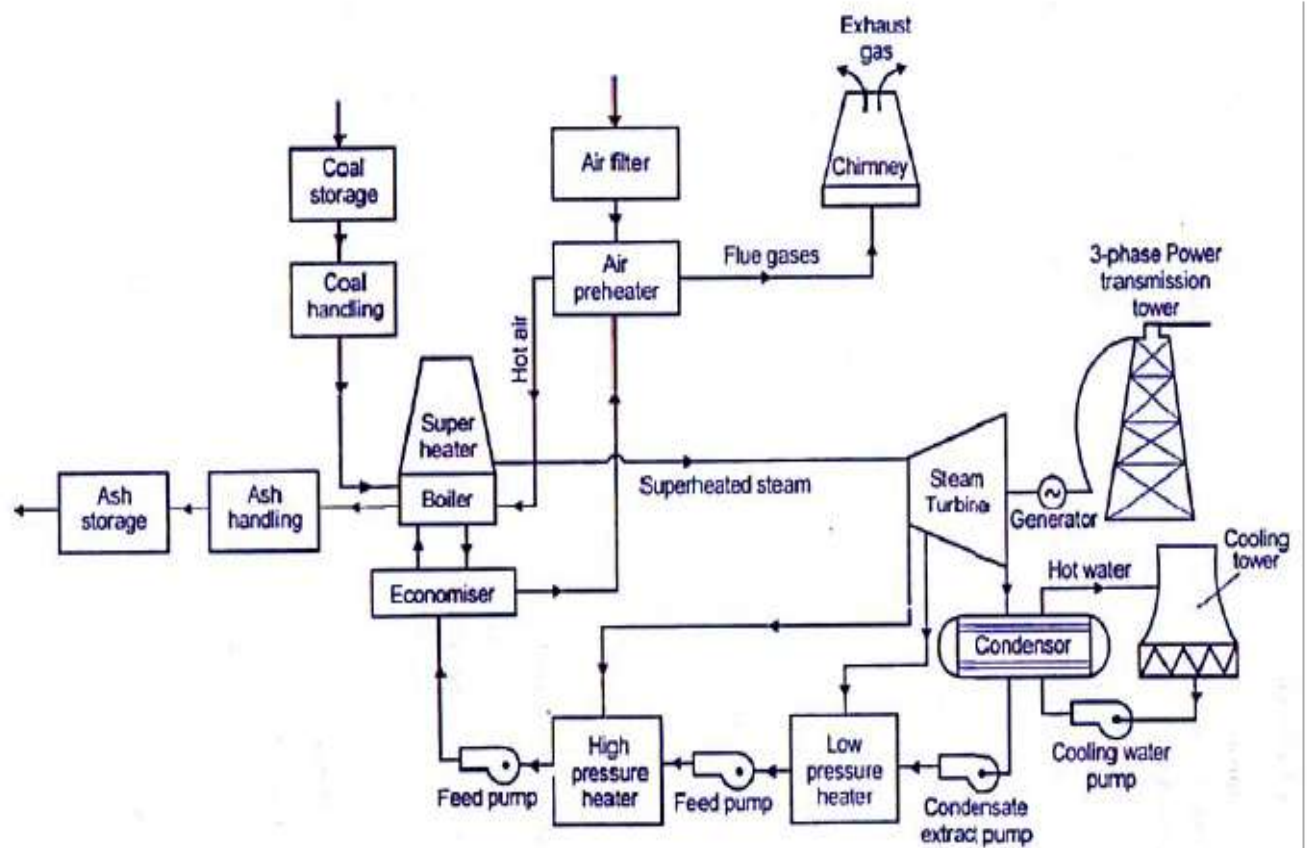 Exhaust
gas
Coal
storage
Air filter
Chimney
Coal
handling
Air
preheater
Flue gases
3-phase Power
transmission
tower
Hot air
Super
heater
Boiler
Superheated steam
Steam
Turbine
Generator
Ash
storage
Ash
handling
Economiser
Hot water
Cooling
tower
Condensor
High
pressure
heater
Low
pressure
heater
Feed pump
Feed pump
Condensate
extract pump
Cooling water
pump